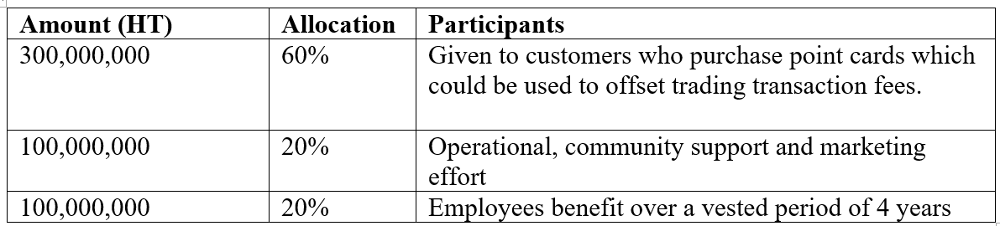 Amount (HT) Allocation Participants
300,000,000 60% Given to customers who purchase point cards which
could be used to offset trading transaction fees.
100,000,000 20% Operational, community support and marketing
effort
100,000,000 20% Employees benefit over a vested period of 4 years